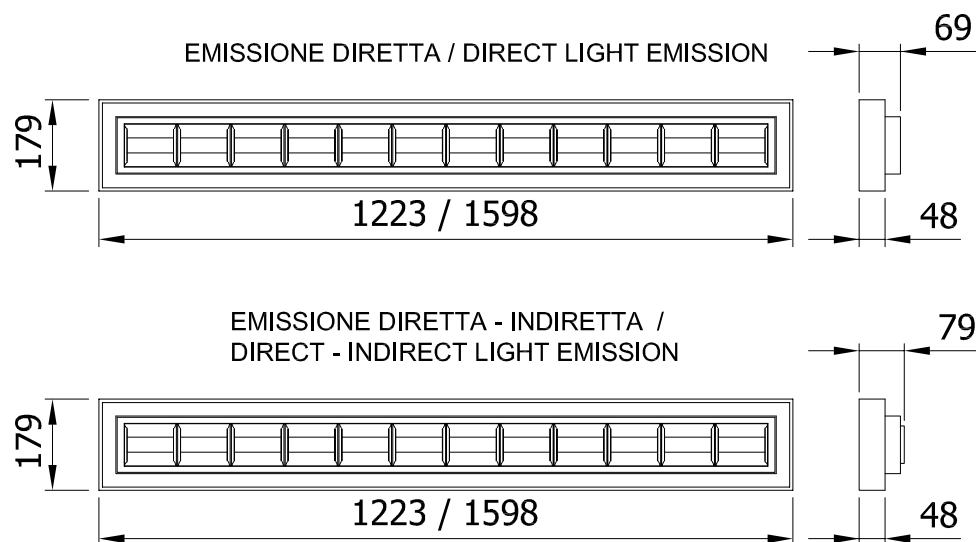 69
EMISSIONE DIRETTA / DIRECT LIGHT EMISSION
179
1223 / 1598
48
EMISSIONE DIRETTA - INDIRETTA /
DIRECT - INDIRECT LIGHT EMISSION
79
179
1223 / 1598
48